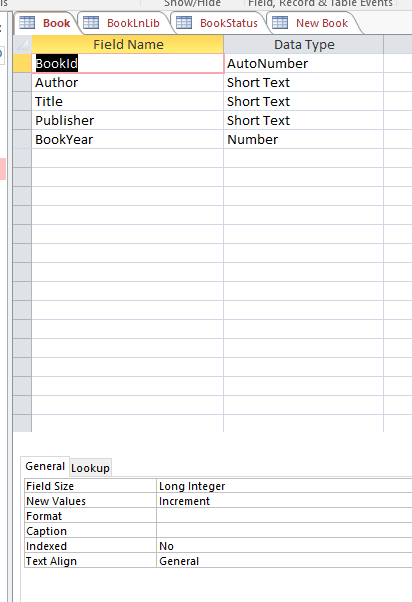 Show/Hide Field, Record & Table Events
Book BookLnLib BookStatus New Book
Field Name Data Type
BookId AutoNumber
Author Short Text
Title Short Text
Publisher Short Text
BookYear Number
General Lookup
Field Size Long Integer
New Values Increment
Format
Caption
Indexed No
Text Align General